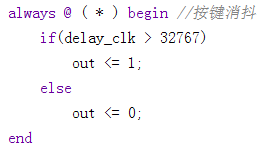 always @ ( * ) begin //按键消抖
    if(delay_clk > 32767)
        out <= 1;
    else
        out <= 0;
end